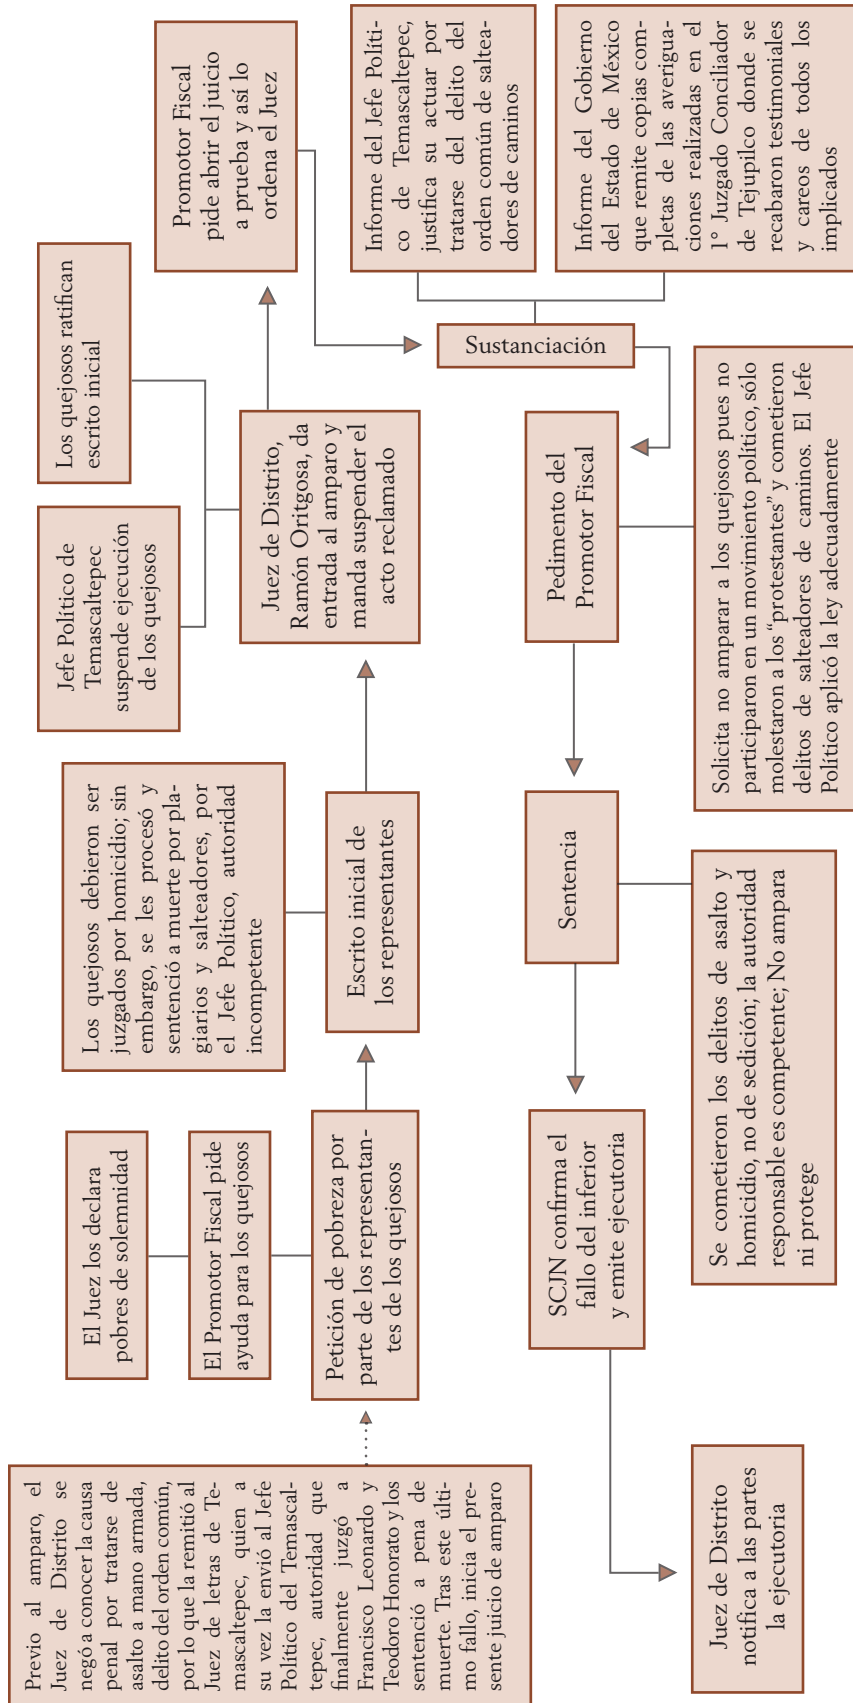 Previo al amparo, el
Juez de Distrito se
negó a conocer la causa
penal por tratarse de
asalto a mano armada,
delito del orden común,
por lo que la remitió al
Juez de letras de Te-
mascaltepec, quien a
su vez la envió al Jefe
Político del Temascal-
tepec, autoridad que
finalmente juzgó a
Francisco Leonardo y
Teodoro Honorato y los
sentenció a pena de
muerte. Tras este últi-
mo fallo, inicia el pre-
sente juicio de amparo
El Juez los declara
pobres de solemnidad
El Promotor Fiscal pide
ayuda para los quejosos
Petición de pobreza por
parte de los representan-
tes de los quejosos
Los quejosos debieron ser
juzgados por homicidio; sin
embargo, se les procesó y
sentenció a muerte por pla-
giarios y salteadores, por
el Jefe Político, autoridad
incompetente
Escrito inicial de
los representantes
Jefe Político de
Temascaltepec
suspende ejecución
de los quejosos
Los quejosos ratifican
escrito inicial
Juez de Distrito,
Ramón Oritgosa, da
entrada al amparo y
manda suspender el
acto reclamado
Promotor Fiscal
pide abrir el juicio
a prueba y así lo
ordena el Juez
Informe del Jefe Políti-
co de Temascaltepec,
justifica su actuar por
tratarse del delito del
orden común de saltea-
dores de caminos
Informe del Gobierno
del Estado de México
que remite copias com-
pletas de las averigua-
ciones realizadas en el
1° Juzgado Conciliador
de Tejupilco donde se
recabaron testimoniales
y careos de todos los
implicados
Sustanciación
Pedimento del
Promotor Fiscal
Solicita no amparar a los quejosos pues no
participaron en un movimiento político, sólo
molestaron a los “protestantes” y cometieron
delitos de salteadores de caminos. El Jefe
Político aplicó la ley adecuadamente
Sentencia
Se cometieron los delitos de asalto y
homicidio, no de sedición; la autoridad
responsable es competente; No ampara
ni protege
SCJN confirma el
fallo del inferior
y emite ejecutoria
Juez de Distrito
notifica a las partes
la ejecutoria